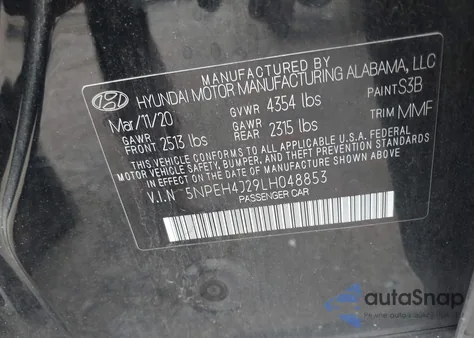 MANUFACTURED BY
HYUNDAI MOTOR MANUFACTURING ALABAMA, LLC
Mar/11/20 GVWR 4354 lbs PAINT S3B
GAWR FRONT 2513 lbs GAWR REAR 2315 lbs TRIM MMF
THIS VEHICLE CONFORMS TO ALL APPLICABLE U.S.A. FEDERAL
MOTOR VEHICLE SAFETY, BUMPER, AND THEFT PREVENTION STANDARDS
IN EFFECT ON THE DATE OF MANUFACTURE SHOWN ABOVE.
V.I.N 5NPEH4J29LH048853
PASSENGER CAR
autoSnap